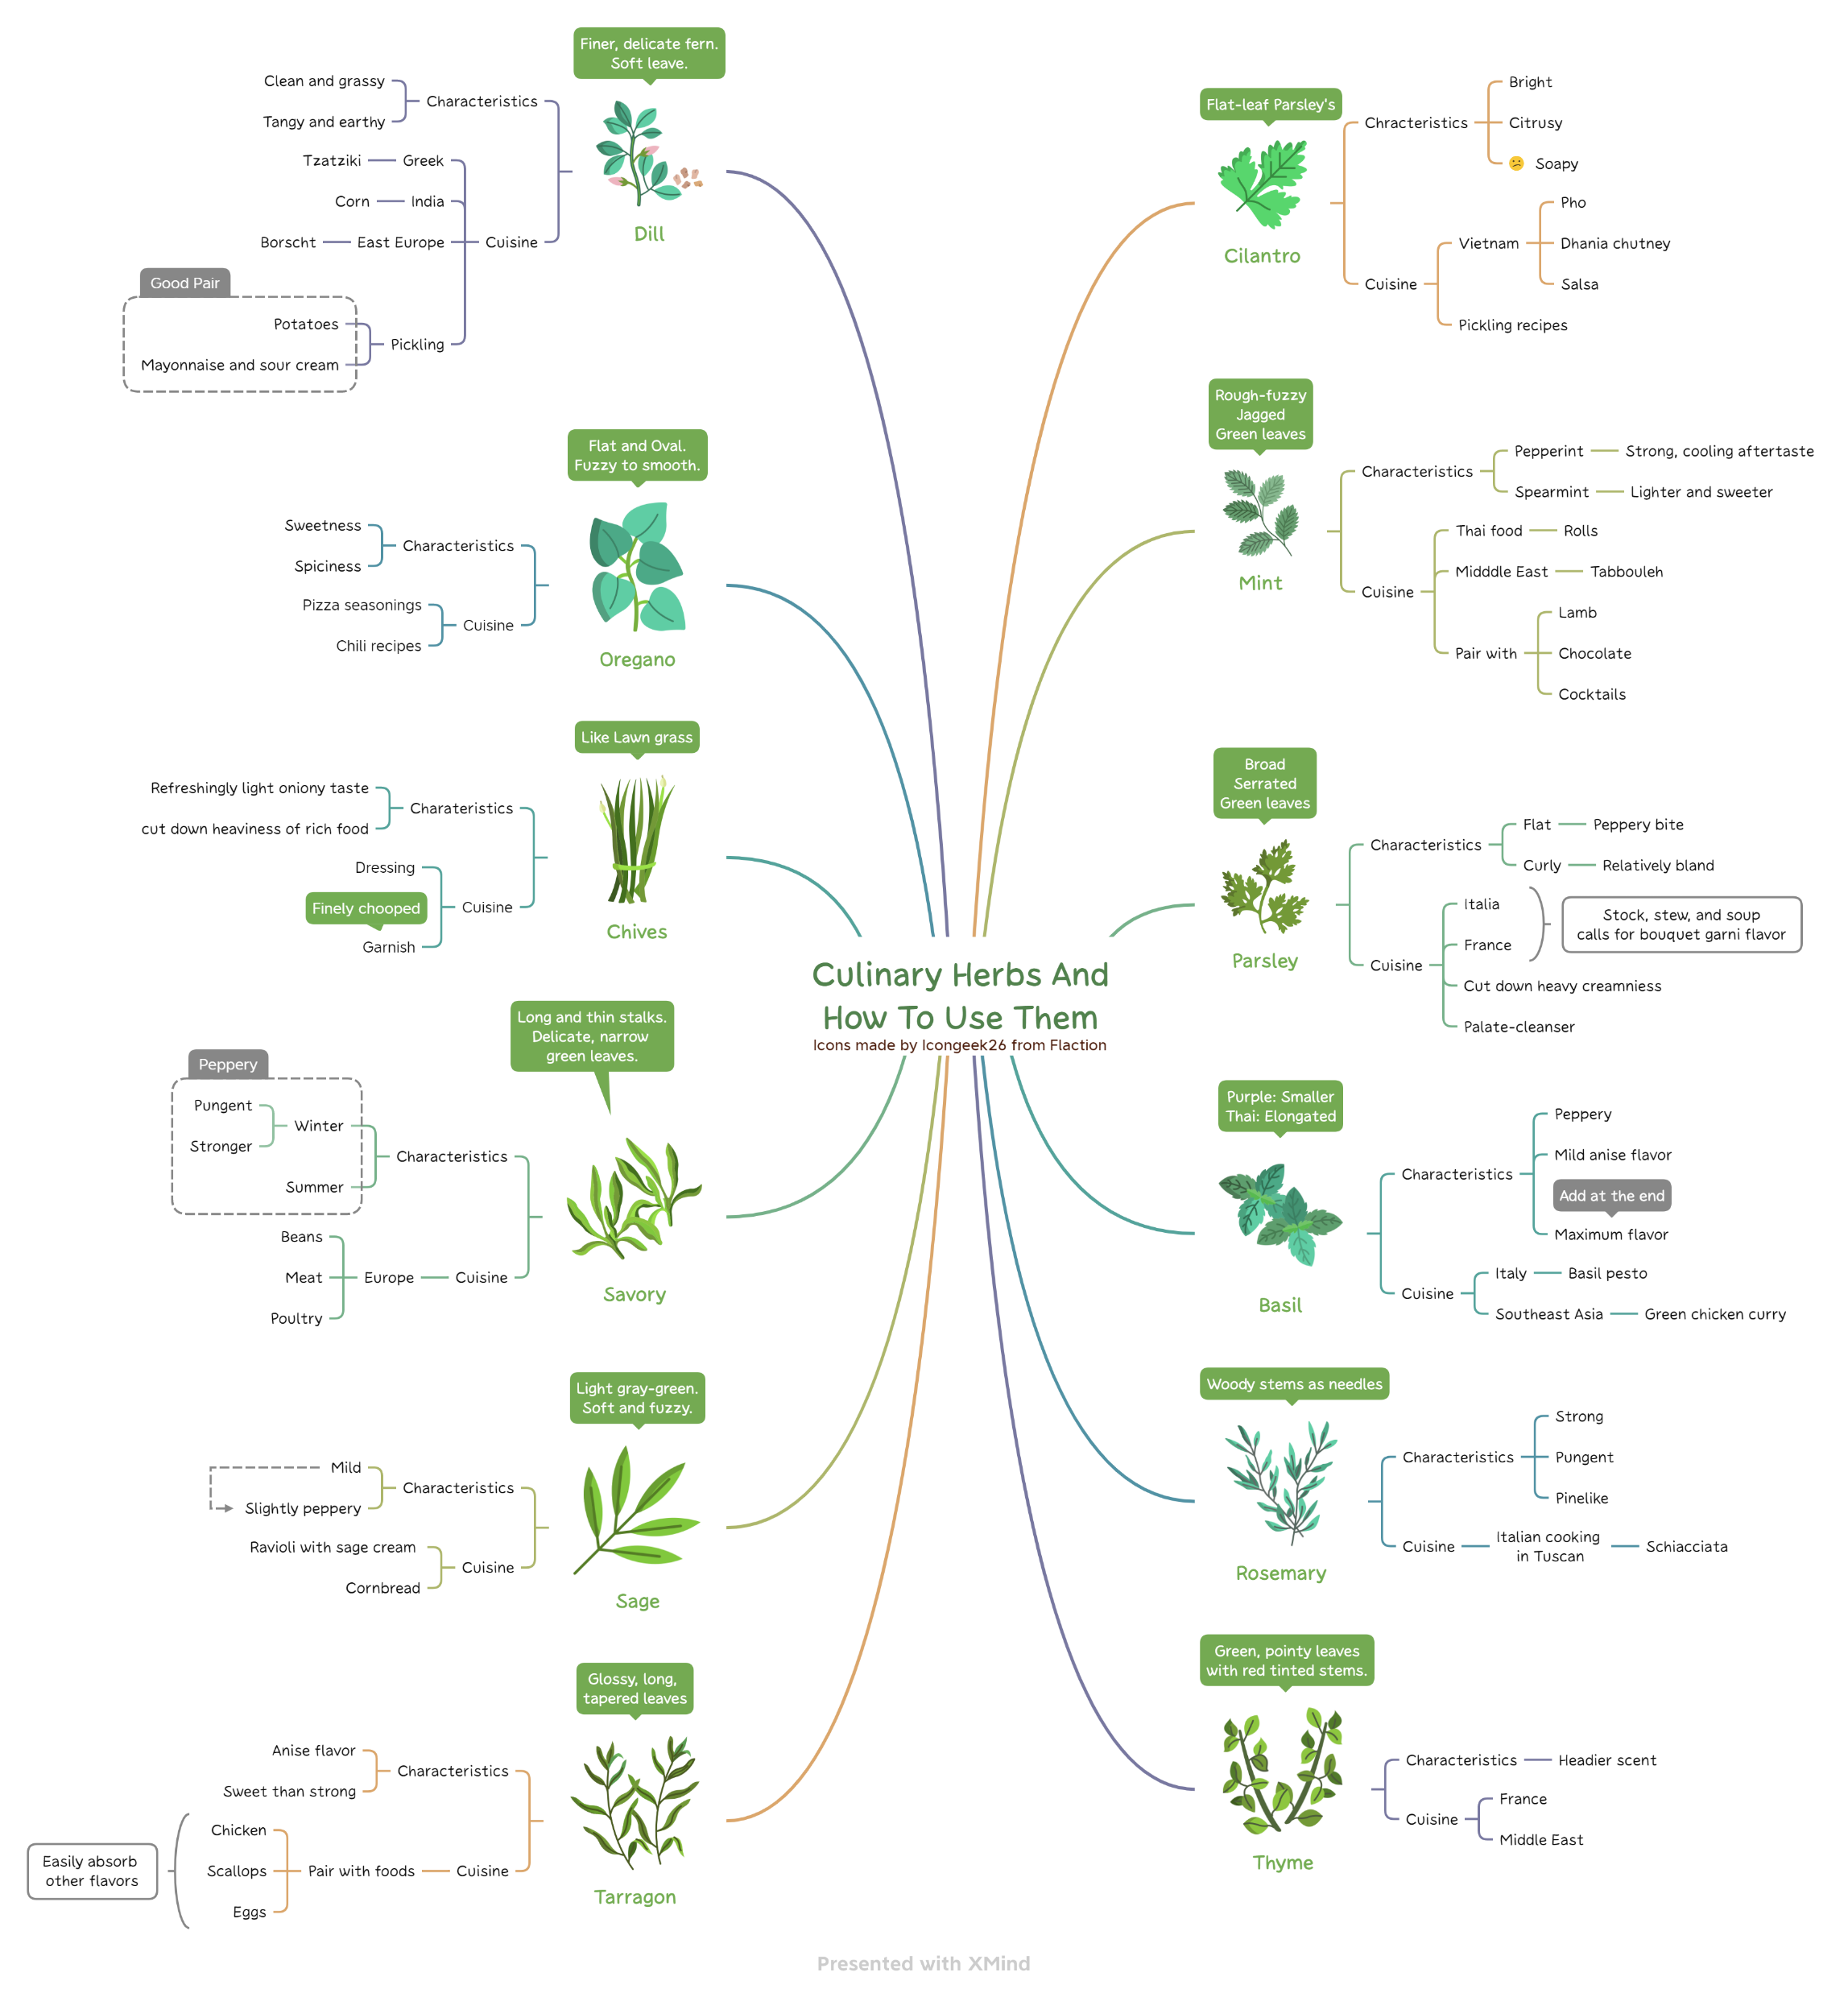 Culinary Herbs And
How To Use Them
Icons made by Icongeek26 from Flaction
Flat-leaf Parsley's
Cilantro
Chracteristics
Bright
Citrusy
Soapy
Cuisine
Vietnam
Pho
Dhania chutney
Salsa
Pickling recipes
Rough-fuzzy
Jagged
Green leaves
Mint
Characteristics
Pepperint
Strong, cooling aftertaste
Spearmint
Lighter and sweeter
Cuisine
Thai food
Rolls
Midddle East
Tabbouleh
Pair with
Lamb
Chocolate
Cocktails
Broad
Serrated
Green leaves
Parsley
Characteristics
Flat
Peppery bite
Curly
Relatively bland
Cuisine
Italia
France
Stock, stew, and soup
calls for bouquet garni flavor
Cut down heavy creamniess
Palate-cleanser
Purple: Smaller
Thai: Elongated
Basil
Characteristics
Peppery
Mild anise flavor
Add at the end
Maximum flavor
Cuisine
Italy
Basil pesto
Southeast Asia
Green chicken curry
Woody stems as needles
Rosemary
Characteristics
Strong
Pungent
Pinelike
Cuisine
Italian cooking
in Tuscan
Schiacciata
Green, pointy leaves
with red tinted stems.
Thyme
Characteristics
Headier scent
Cuisine
France
Middle East
Finer, delicate fern.
Soft leave.
Dill
Characteristics
Clean and grassy
Tangy and earthy
Cuisine
Greek
Tzatziki
India
Corn
East Europe
Borscht
Pickling
Good Pair
Potatoes
Mayonnaise and sour cream
Flat and Oval.
Fuzzy to smooth.
Oregano
Characteristics
Sweetness
Spiciness
Cuisine
Pizza seasonings
Chili recipes
Like Lawn grass
Chives
Charateristics
Refreshingly light oniony taste
cut down heaviness of rich food
Cuisine
Dressing
Finely chooped
Garnish
Long and thin stalks.
Delicate, narrow
green leaves.
Savory
Characteristics
Peppery
Winter
Pungent
Stronger
Summer
Cuisine
Europe
Beans
Meat
Poultry
Light gray-green.
Soft and fuzzy.
Sage
Characteristics
Mild
Slightly peppery
Cuisine
Ravioli with sage cream
Cornbread
Glossy, long,
tapered leaves
Tarragon
Characteristics
Anise flavor
Sweet than strong
Cuisine
Pair with foods
Chicken
Scallops
Eggs
Easily absorb
other flavors
Presented with XMind